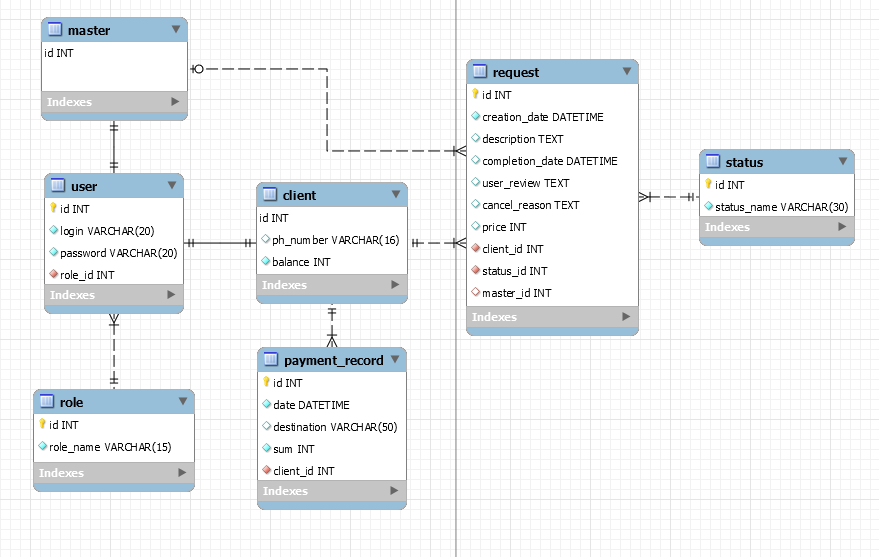 master
id INT
Indexes
user
id INT
login VARCHAR(20)
password VARCHAR(20)
role_id INT
Indexes
role
id INT
role_name VARCHAR(15)
Indexes
client
id INT
ph_number VARCHAR(16)
balance INT
Indexes
payment_record
id INT
date DATETIME
destination VARCHAR(50)
sum INT
client_id INT
Indexes
request
id INT
creation_date DATETIME
description TEXT
completion_date DATETIME
user_review TEXT
cancel_reason TEXT
price INT
client_id INT
status_id INT
master_id INT
Indexes
status
id INT
status_name VARCHAR(30)
Indexes